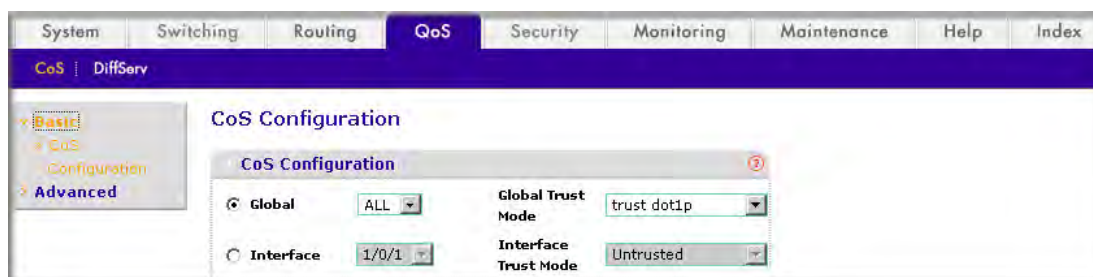 System Switching Routing QoS Security Monitoring Maintenance Help Index
CoS DiffServ
Basic
CoS
Configuration
Advanced
CoS Configuration
CoS Configuration
Global ALL Global Trust Mode trust dot1p
Interface 1/0/1 Interface Trust Mode Untrusted